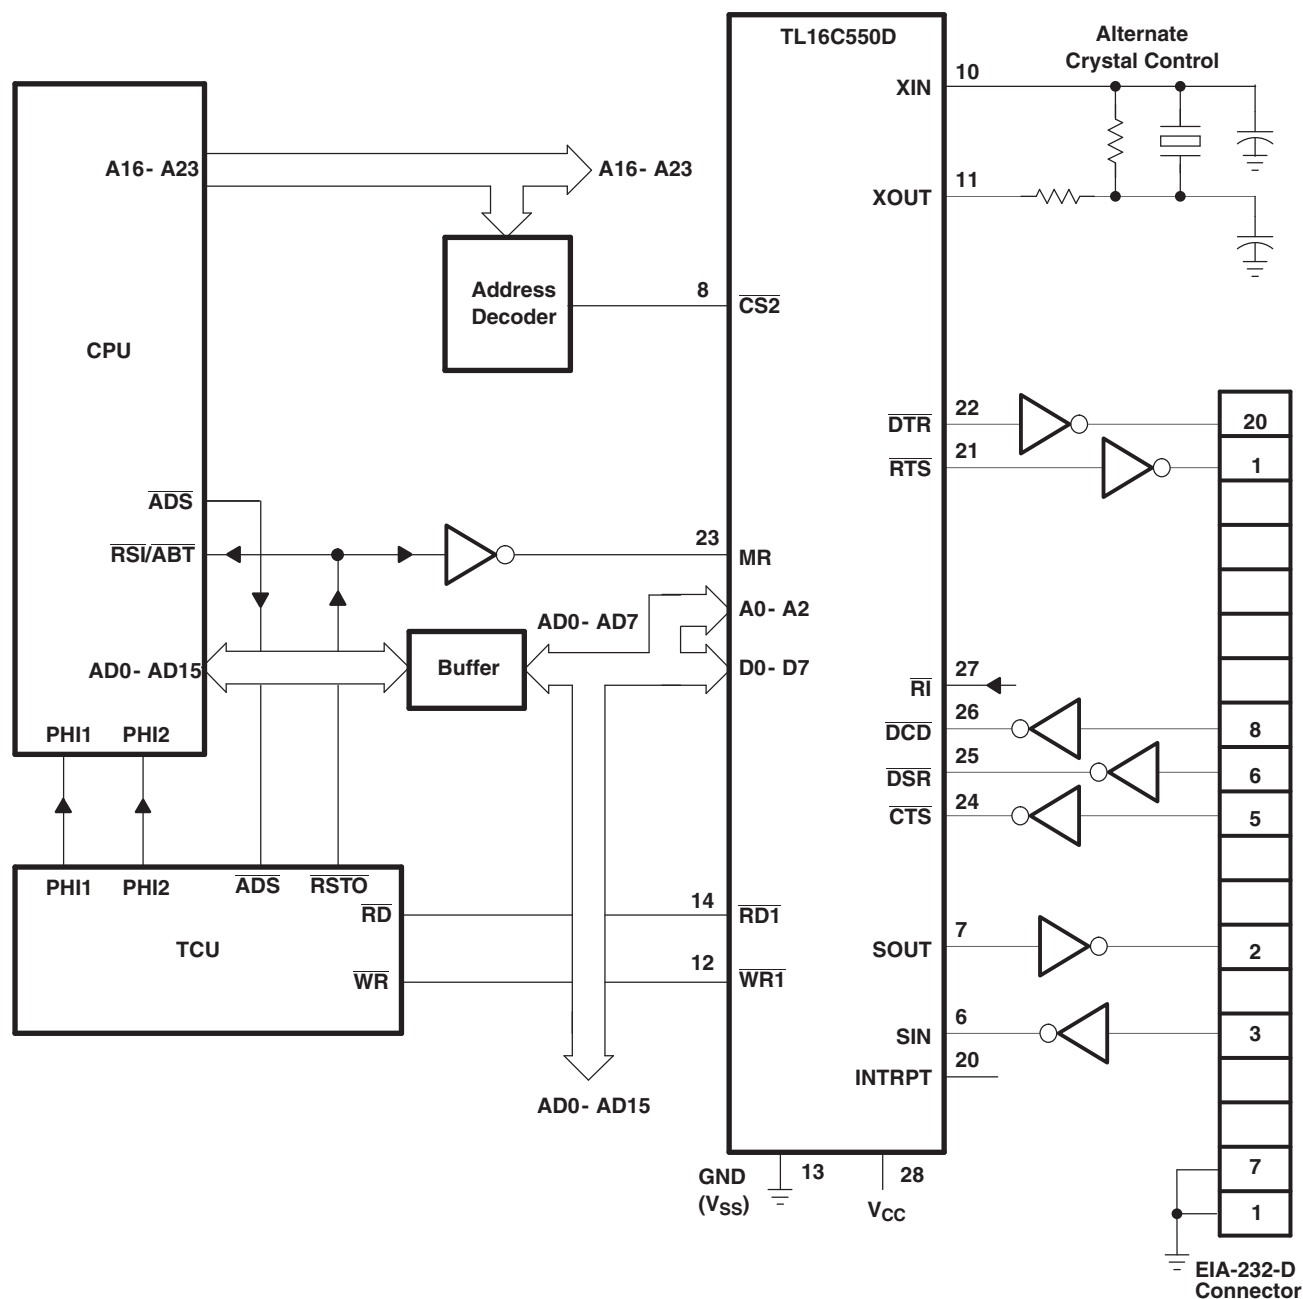 TL16C550D
Alternate
Crystal Control
XIN
10
A16- A23
A16- A23
XOUT
11
Address
Decoder
8
CS2
CPU
DTR
22
20
RTS
21
1
ADS
RSI/ABT
23
MR
AD0- AD7
A0- A2
AD0- AD15
Buffer
D0- D7
RI
27
PHI1
PHI2
DCD
26
8
DSR
25
6
CTS
24
5
PHI1
PHI2
ADS
RSTO
RD
14
RD1
TCU
SOUT
7
2
WR
12
WR1
SIN
6
3
INTRPT
20
AD0- AD15
GND
(VSS)
13
28
VCC
7
1
EIA-232-D
Connector